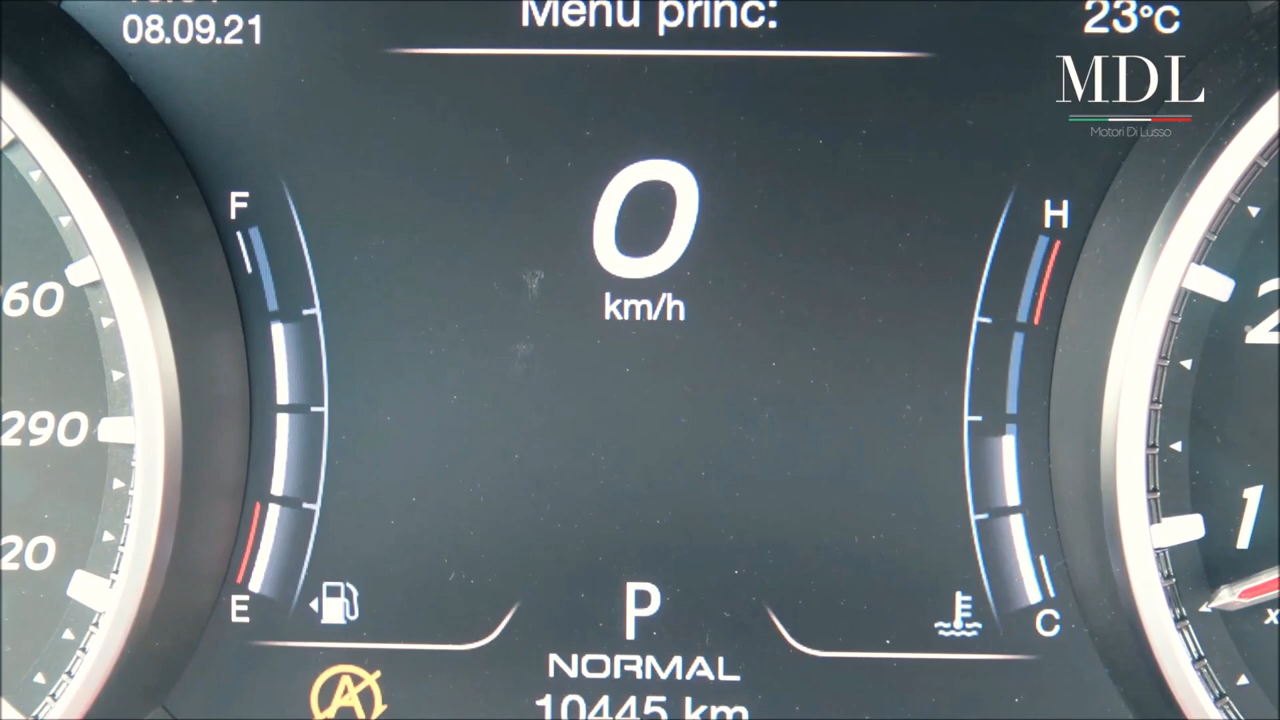 08.09.21
Menu princ:
23°C
MDL
Motori Di Lusso
F
H
0
km/h
60
290
20
2
1
E
C
P
NORMAL
A
10445 km